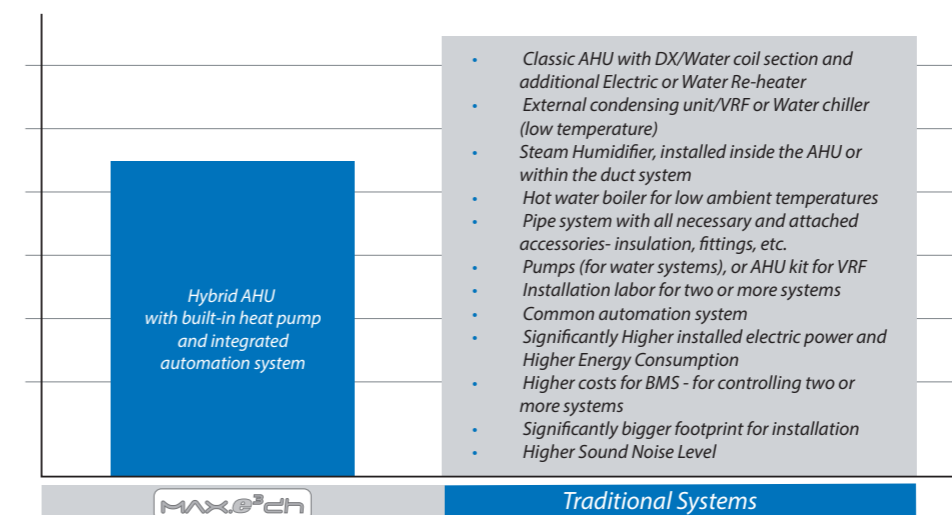 • Classic AHU with DX/Water coil section and
additional Electric or Water Re-heater
• External condensing unit/VRF or Water chiller
(low temperature)
• Steam Humidifier, installed inside the AHU or
within the duct system
• Hot water boiler for low ambient temperatures
• Pipe system with all necessary and attached
accessories- insulation, fittings, etc.
• Pumps (for water systems), or AHU kit for VRF
• Installation labor for two or more systems
• Common automation system
• Significantly Higher installed electric power and
Higher Energy Consumption
• Higher costs for BMS - for controlling two or
more systems
• Significantly bigger footprint for installation
• Higher Sound Noise Level
Hybrid AHU
with built-in heat pump
and integrated
automation system
MAX.e³dh
Traditional Systems